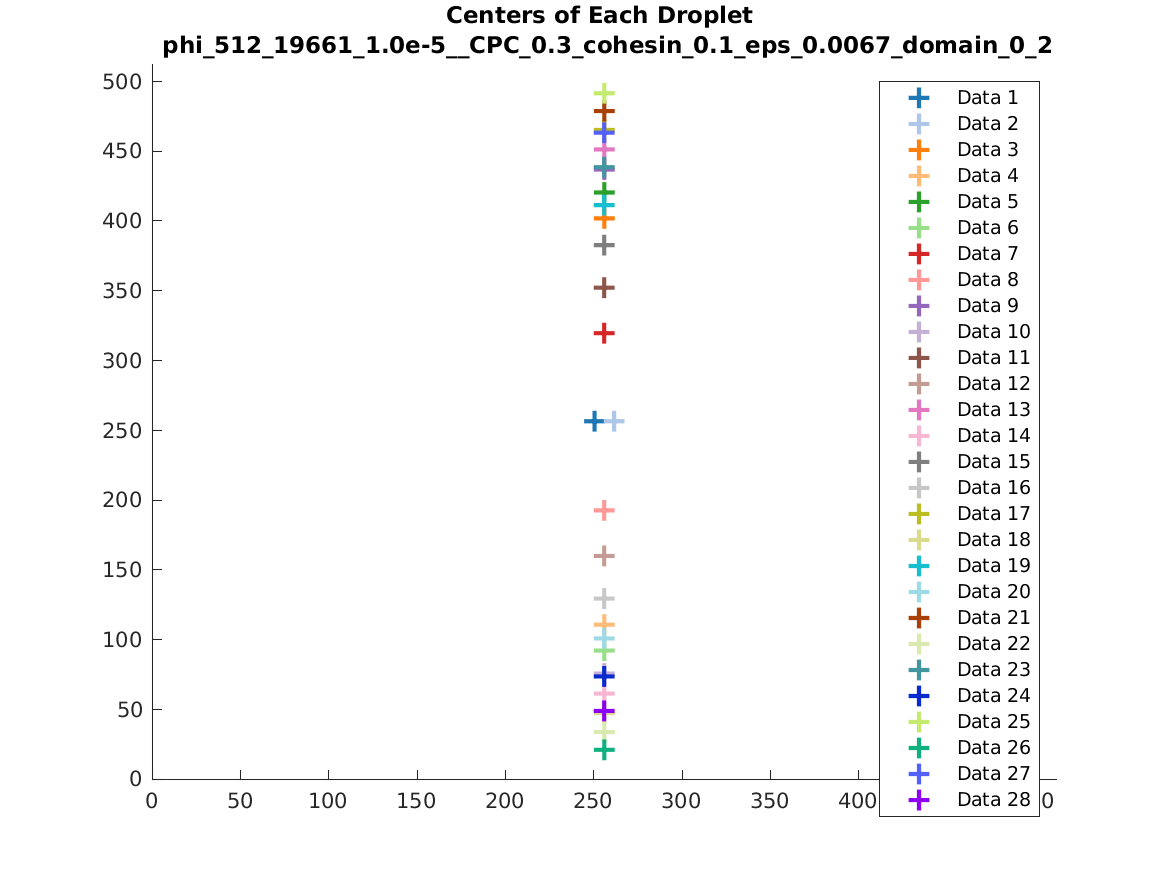 Centers of Each Droplet
phi_512_19661_1.0e-5__CPC_0.3_cohesin_0.1_eps_0.0067_domain_0_2
500
450
400
350
300
250
200
150
100
50
0
0 50 100 150 200 250 300 350 400 0
Data 1
Data 2
Data 3
Data 4
Data 5
Data 6
Data 7
Data 8
Data 9
Data 10
Data 11
Data 12
Data 13
Data 14
Data 15
Data 16
Data 17
Data 18
Data 19
Data 20
Data 21
Data 22
Data 23
Data 24
Data 25
Data 26
Data 27
Data 28